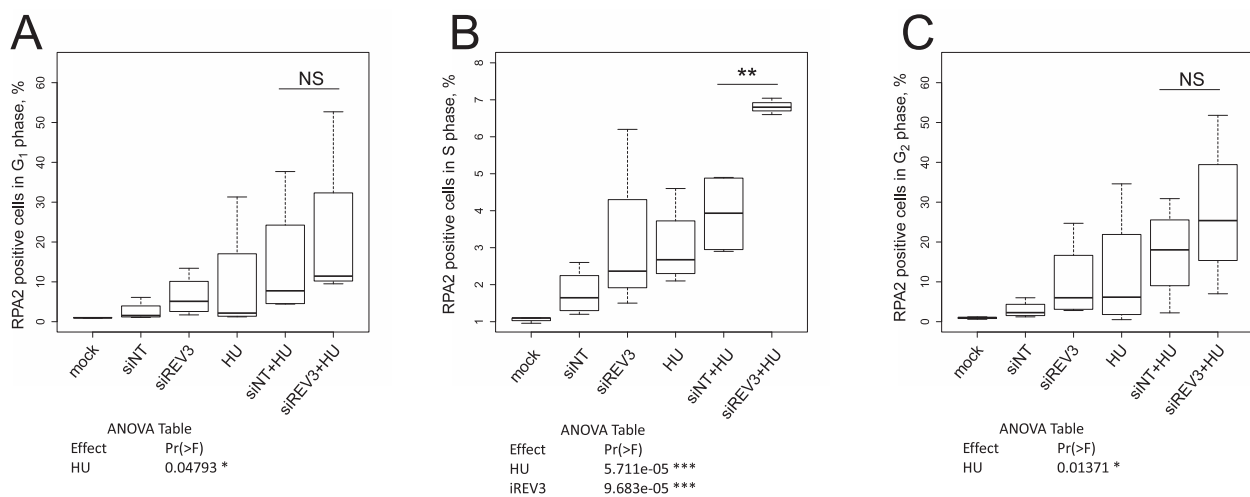 A
RPA2 positive cells in G1 phase, %
60
50
40
30
20
10
0
NS
mock
siNT
siREV3
HU
siNT+HU
siREV3+HU
ANOVA Table
Effect Pr(>F)
HU 0.04793 *
B
RPA2 positive cells in S phase, %
8
7
6
5
4
3
2
1
**
mock
siNT
siREV3
HU
siNT+HU
siREV3+HU
ANOVA Table
Effect Pr(>F)
HU 5.711e-05 ***
iREV3 9.683e-05 ***
C
RPA2 positive cells in G2 phase, %
60
50
40
30
20
10
0
NS
mock
siNT
siREV3
HU
siNT+HU
siREV3+HU
ANOVA Table
Effect Pr(>F)
HU 0.01371 *